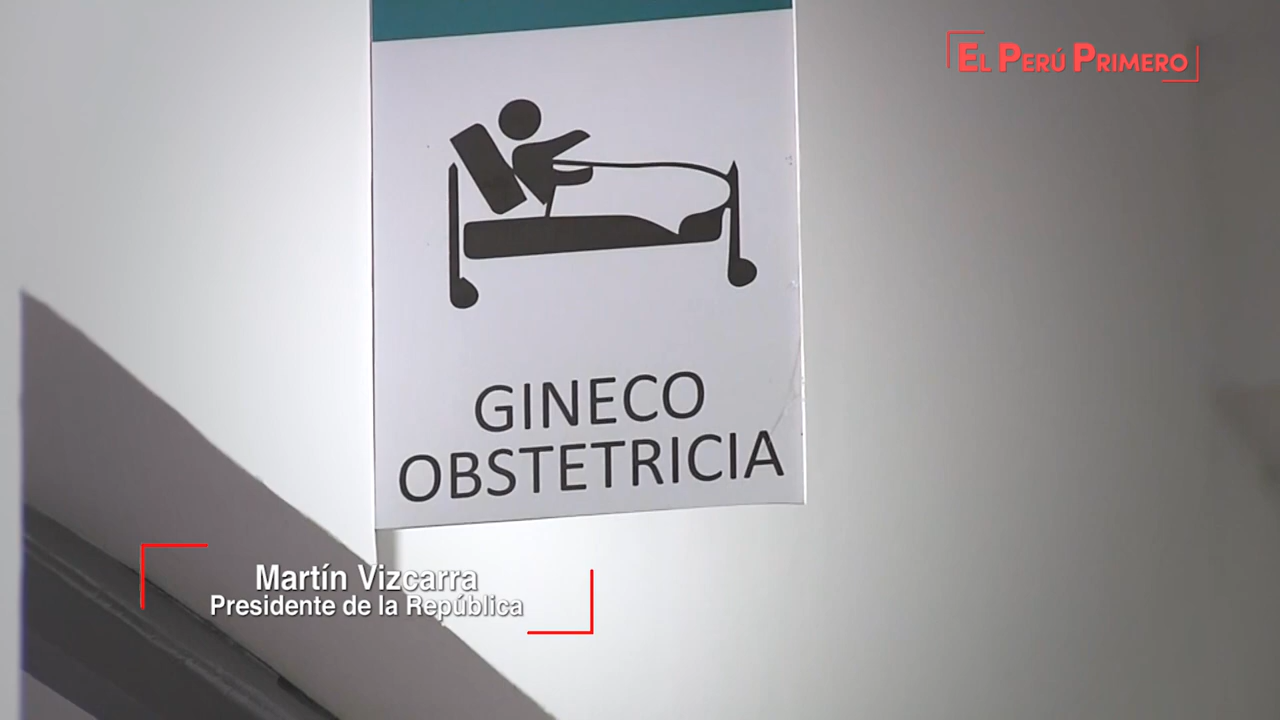 EL PERÚ PRIMERO
GINECO
OBSTETRICIA
Martín Vizcarra
Presidente de la República